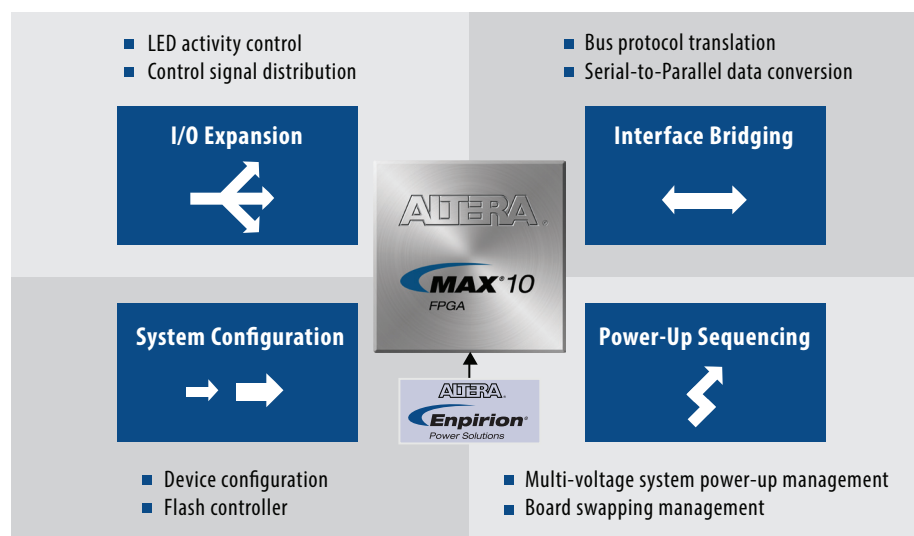 LED activity control
Control signal distribution
I/O Expansion
Bus protocol translation
Serial-to-Parallel data conversion
Interface Bridging
ALTERA®
MAX® 10
FPGA
System Configuration
Device configuration
Flash controller
ALTERA®
Enpirion®
Power Solutions
Power-Up Sequencing
Multi-voltage system power-up management
Board swapping management